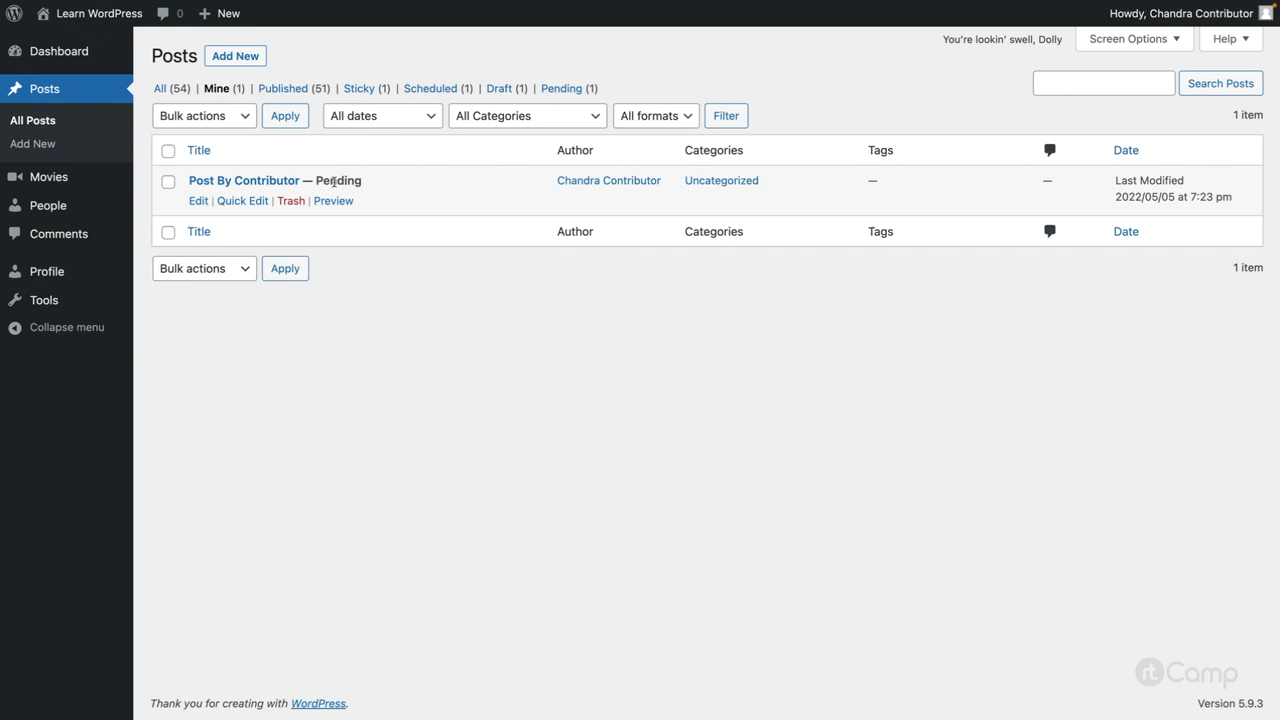 Learn WordPress 0 New Howdy, Chandra Contributor
Dashboard
Posts
All Posts
Add New
Movies
People
Comments
Profile
Tools
Collapse menu
You're lookin' swell, Dolly Screen Options Help
Posts Add New
All (54) | Mine (1) | Published (51) | Sticky (1) | Scheduled (1) | Draft (1) | Pending (1)
Search Posts
Bulk actions Apply All dates All Categories All formats Filter 1 item
Title Author Categories Tags Date
Post By Contributor — Pending Chandra Contributor Uncategorized — — Last Modified
2022/05/05 at 7:23 pm
Edit | Quick Edit | Trash | Preview
Title Author Categories Tags Date
Bulk actions Apply 1 item
rtCamp
Thank you for creating with WordPress. Version 5.9.3